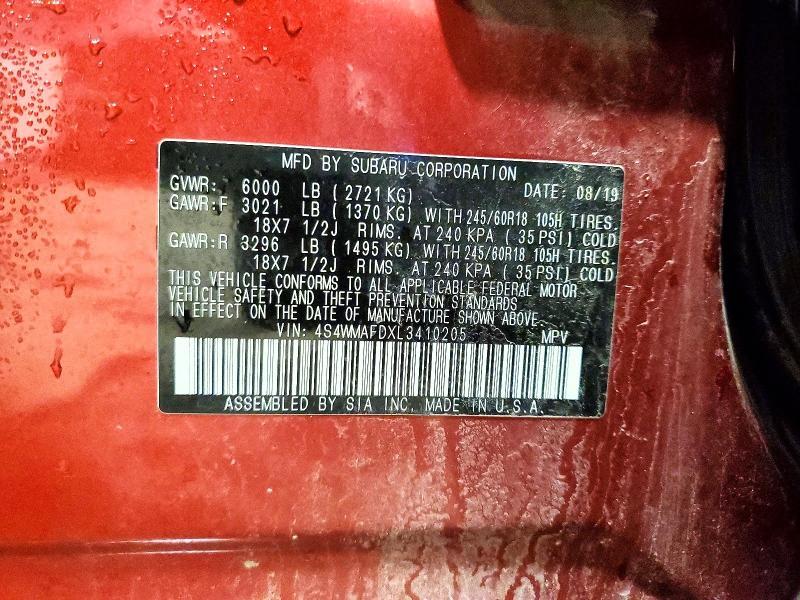 MFD BY SUBARU CORPORATION
GVWR: 6000 LB ( 2721 KG) DATE: 08/19
GAWR:F 3021 LB ( 1370 KG) WITH 245/60R18 105H TIRES.
18X7 1/2J RIMS. AT 240 KPA ( 35 PSI) COLD
GAWR:R 3296 LB ( 1495 KG) WITH 245/60R18 105H TIRES.
18X7 1/2J RIMS. AT 240 KPA ( 35 PSI) COLD
THIS VEHICLE CONFORMS TO ALL APPLICABLE FEDERAL MOTOR
VEHICLE SAFETY AND THEFT PREVENTION STANDARDS
IN EFFECT ON THE DATE OF MANUFACTURE SHOWN ABOVE.
VIN: 4S4WMAFDXL3410205 MPV
ASSEMBLED BY SIA INC. MADE IN U.S.A.